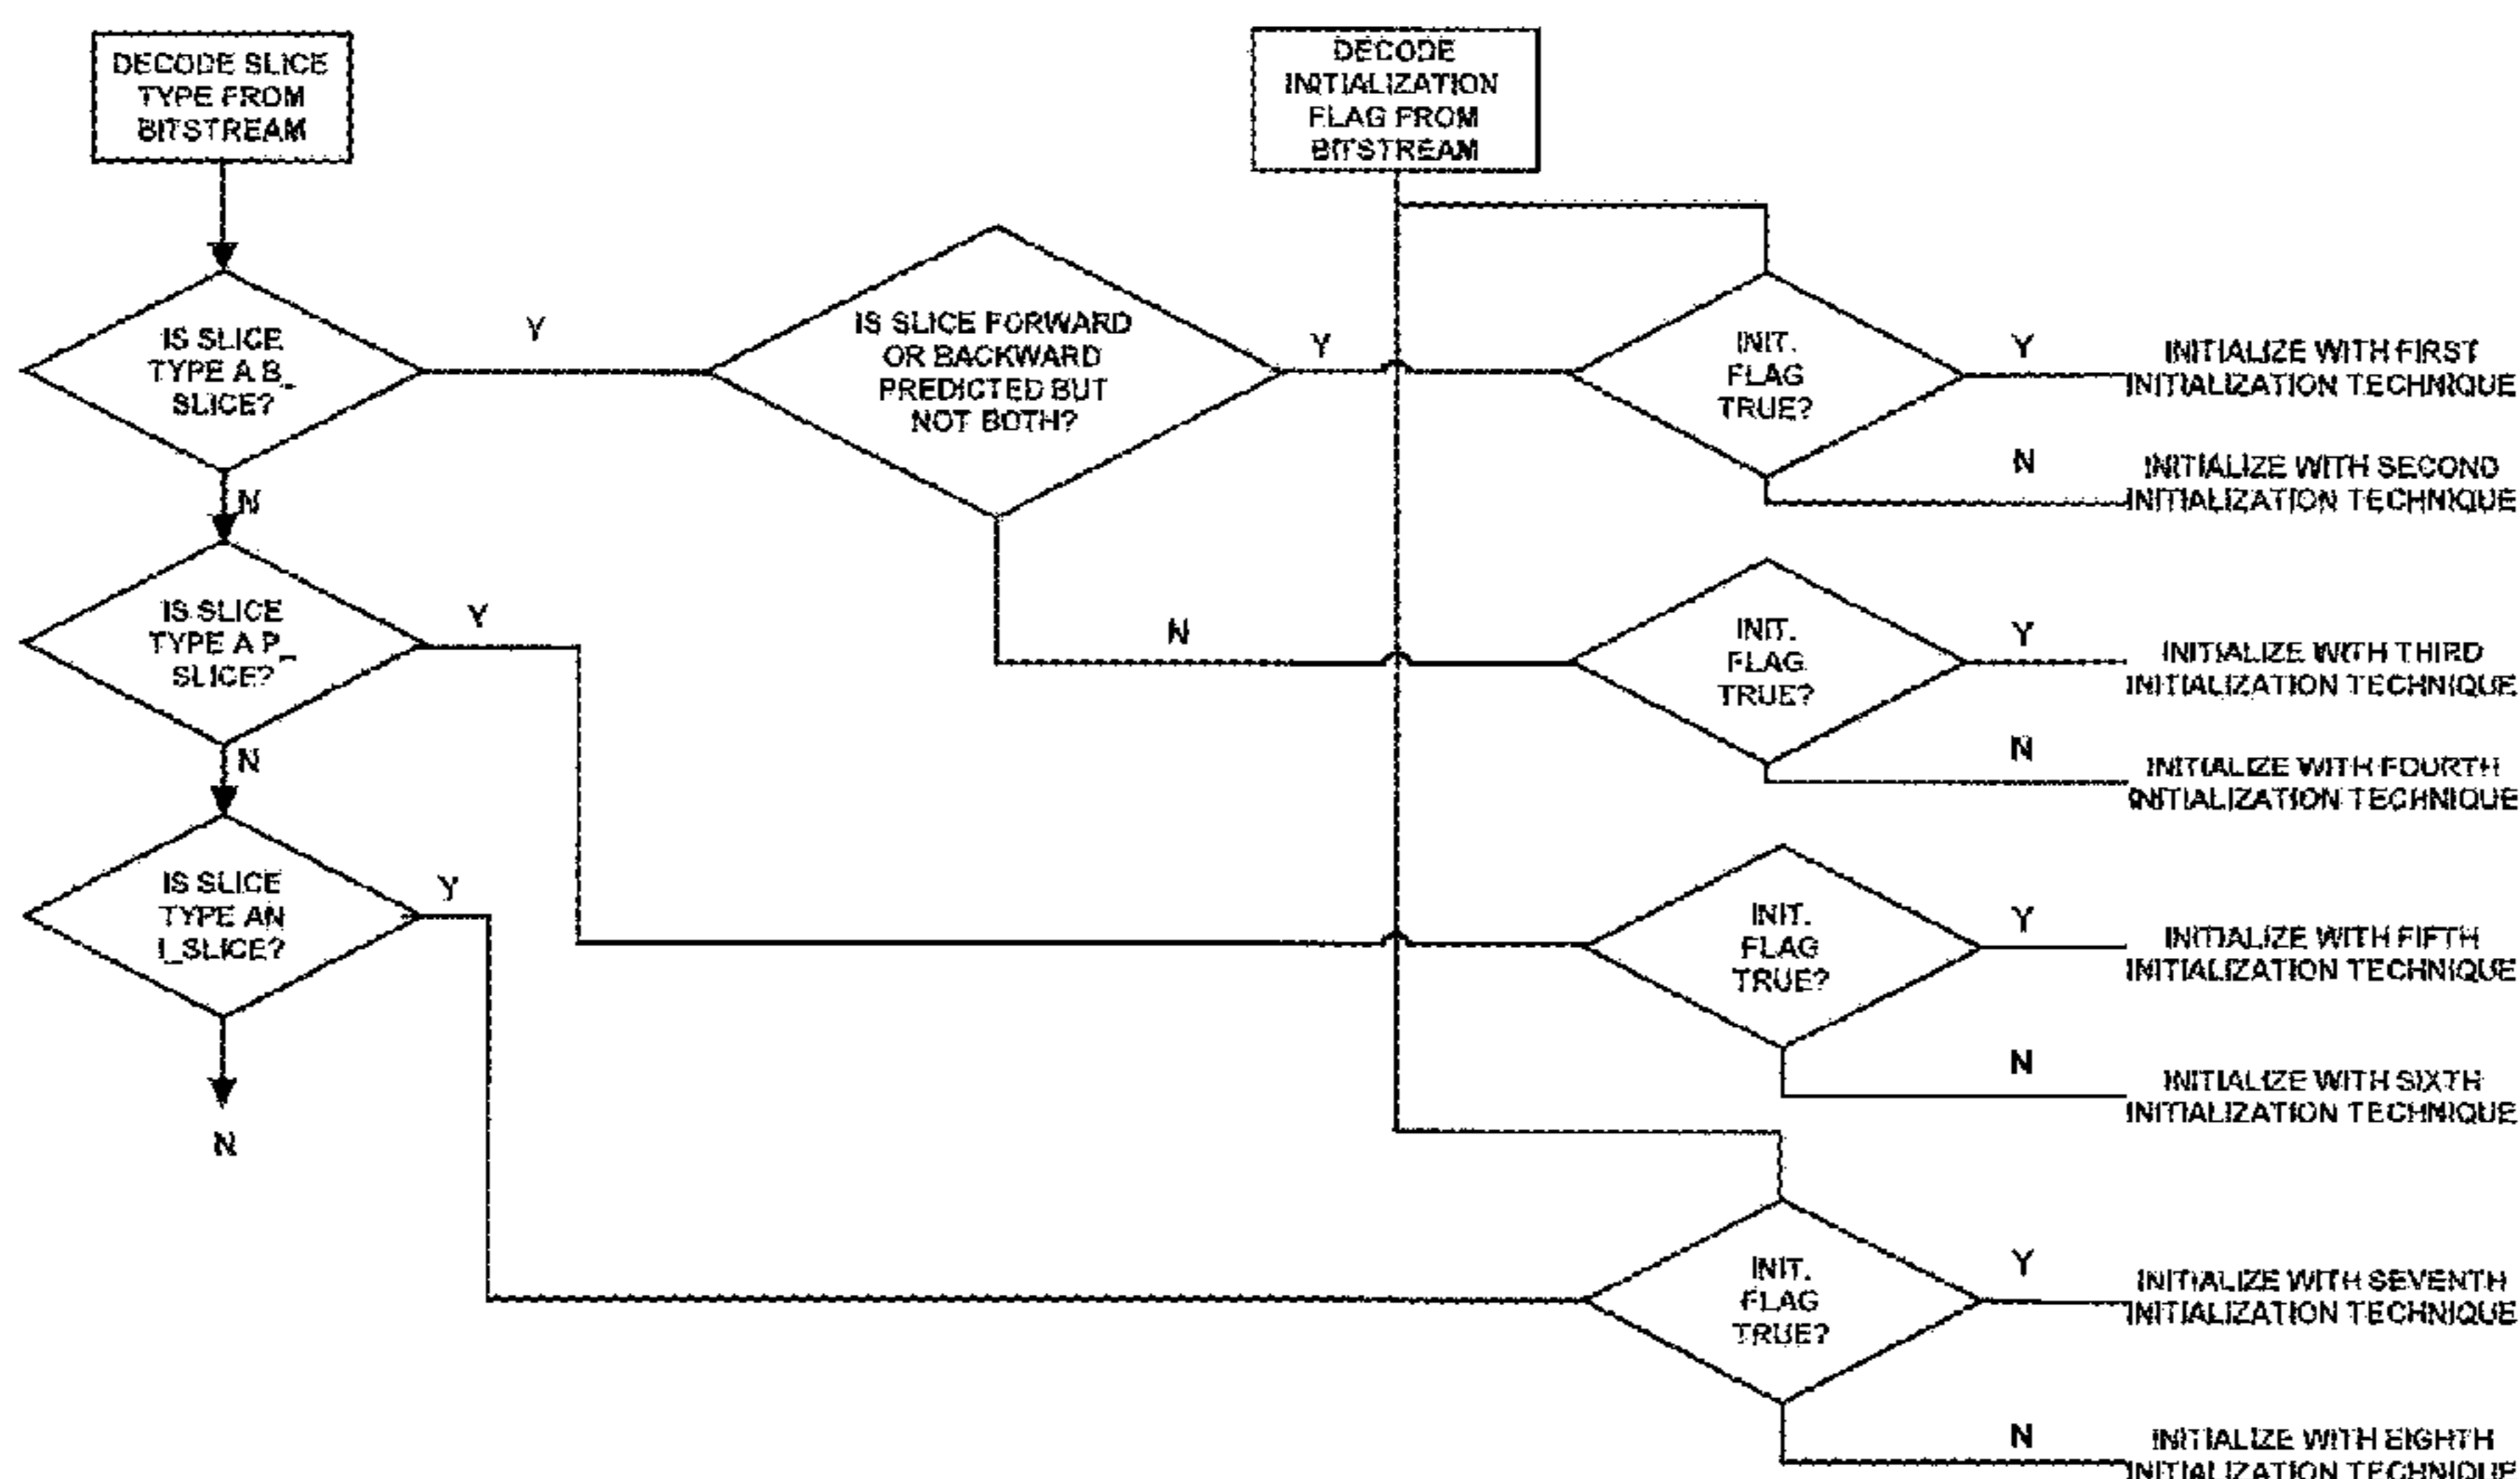 DECODE SLICE
TYPE FROM
BITSTREAM
DECODE
INITIALIZATION
FLAG FROM
BITSTREAM
IS SLICE
TYPE A B_
SLICE?
Y
IS SLICE FORWARD
OR BACKWARD
PREDICTED BUT
NOT BOTH?
Y
INIT.
FLAG
TRUE?
Y
INITIALIZE WITH FIRST
INITIALIZATION TECHNIQUE
N
INITIALIZE WITH SECOND
INITIALIZATION TECHNIQUE
N
IS SLICE
TYPE A P_
SLICE?
Y
N
INIT.
FLAG
TRUE?
Y
INITIALIZE WITH THIRD
INITIALIZATION TECHNIQUE
N
INITIALIZE WITH FOURTH
INITIALIZATION TECHNIQUE
N
IS SLICE
TYPE AN
I_SLICE?
Y
INIT.
FLAG
TRUE?
Y
INITIALIZE WITH FIFTH
INITIALIZATION TECHNIQUE
N
INITIALIZE WITH SIXTH
INITIALIZATION TECHNIQUE
N
INIT.
FLAG
TRUE?
Y
INITIALIZE WITH SEVENTH
INITIALIZATION TECHNIQUE
N
INITIALIZE WITH EIGHTH
INITIALIZATION TECHNIQUE